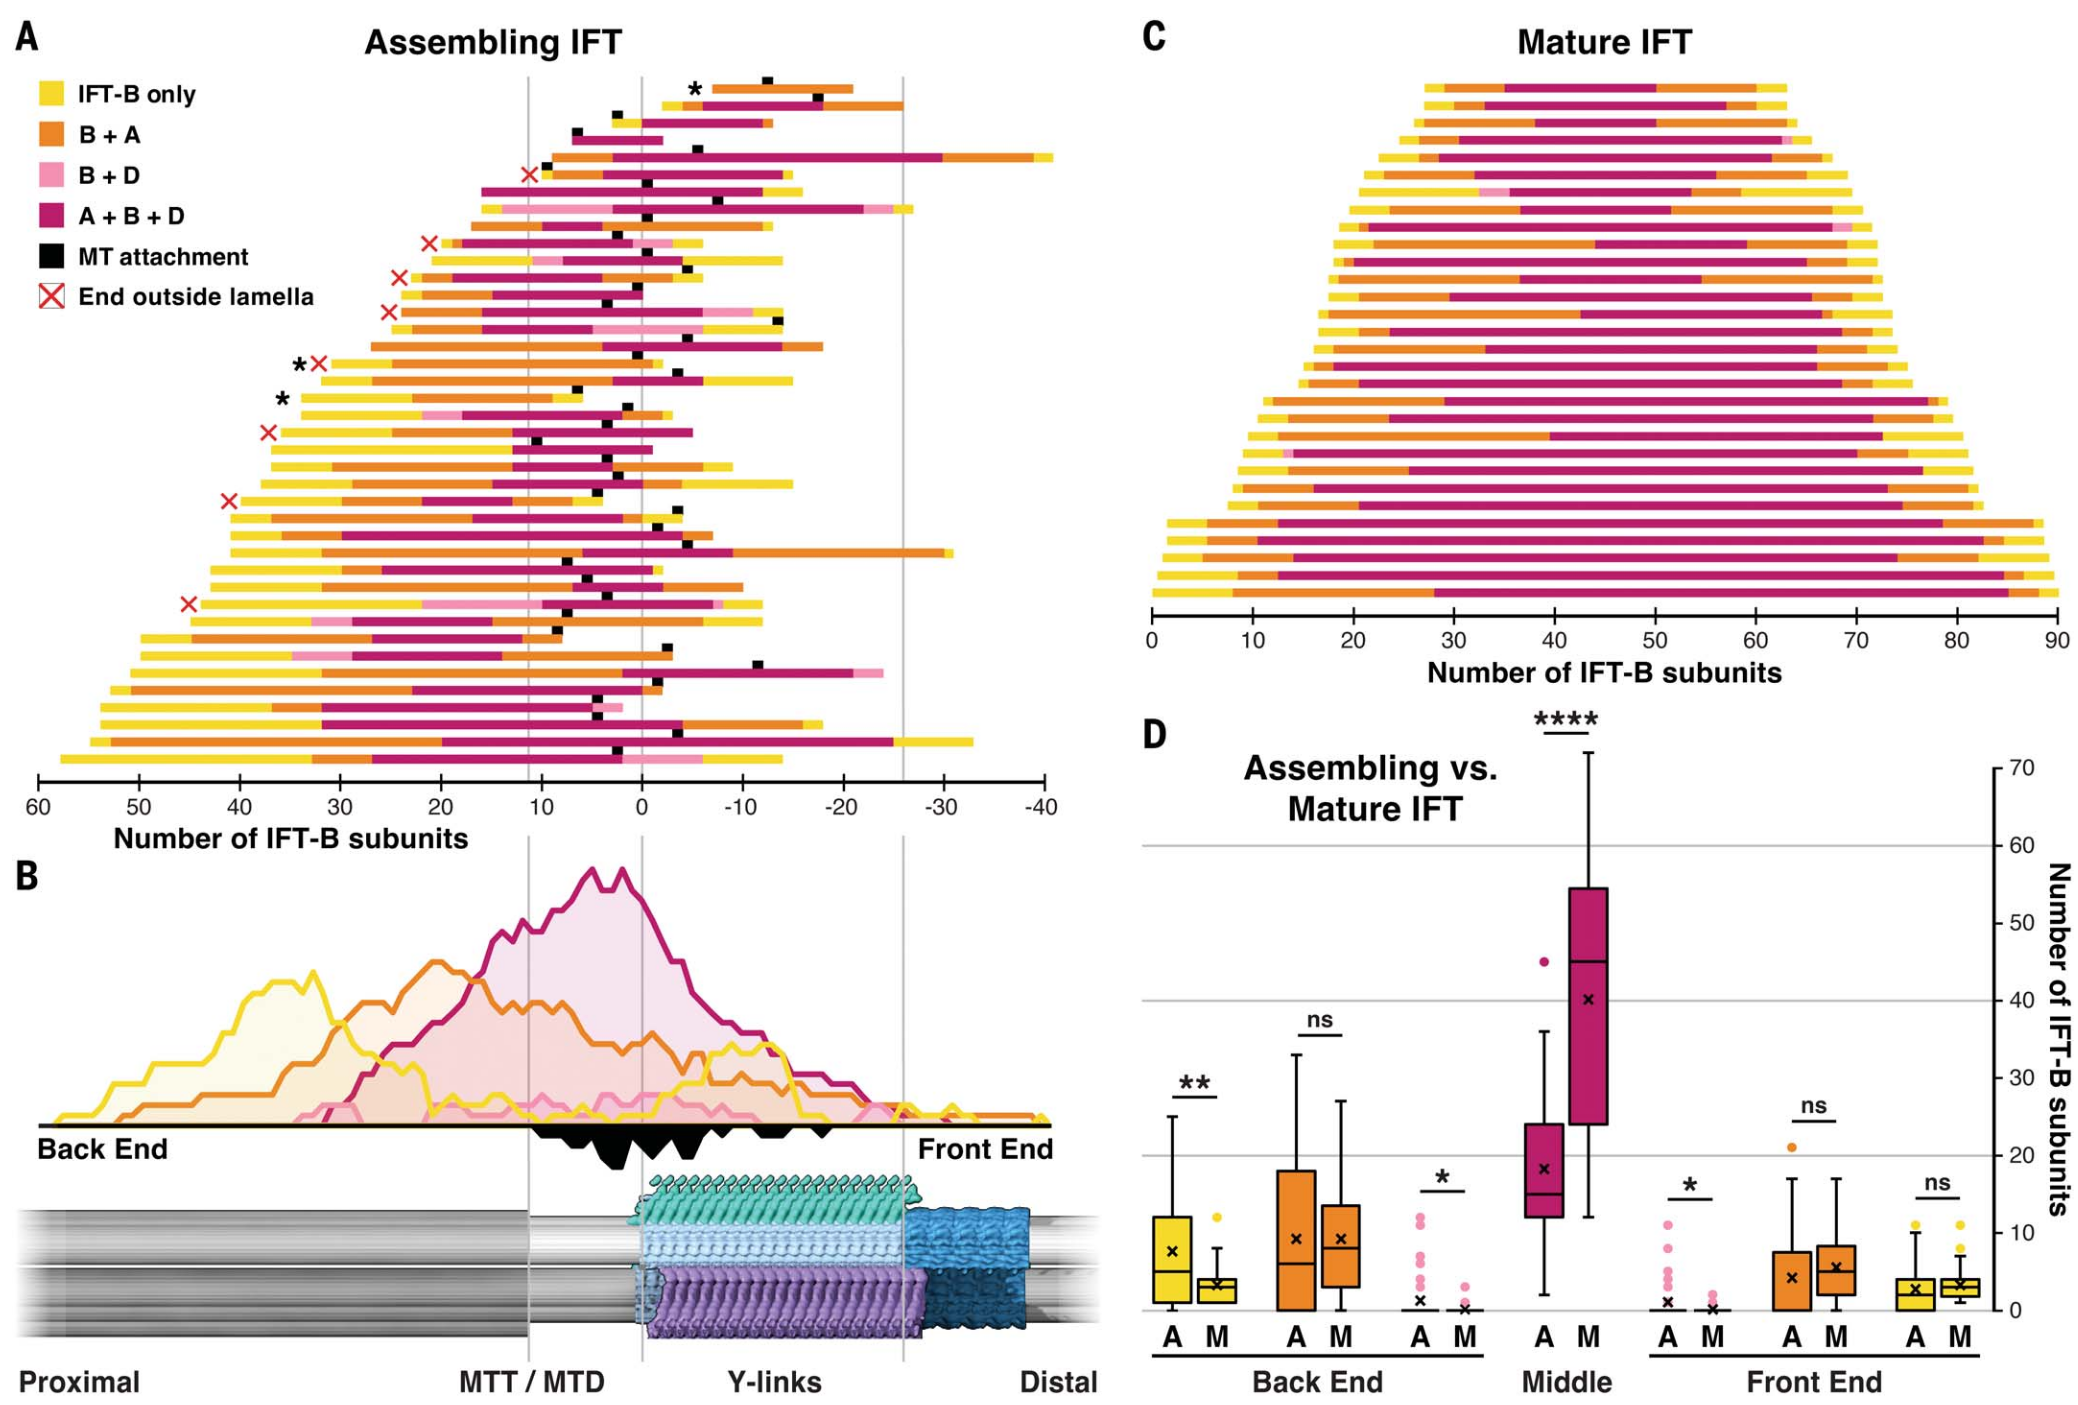 A
Assembling IFT
IFT-B only
B + A
B + D
A + B + D
MT attachment
End outside lamella
*
*
*
60 50 40 30 20 10 0 -10 -20 -30 -40
Number of IFT-B subunits
B
Back End
Front End
Proximal
MTT / MTD
Y-links
Distal
C
Mature IFT
0 10 20 30 40 50 60 70 80 90
Number of IFT-B subunits
D
Assembling vs.
Mature IFT
**
ns
*
****
*
ns
ns
70
60
50
40
30
20
10
0
Number of IFT-B subunits
A M A M A M A M A M A M A M
Back End
Middle
Front End